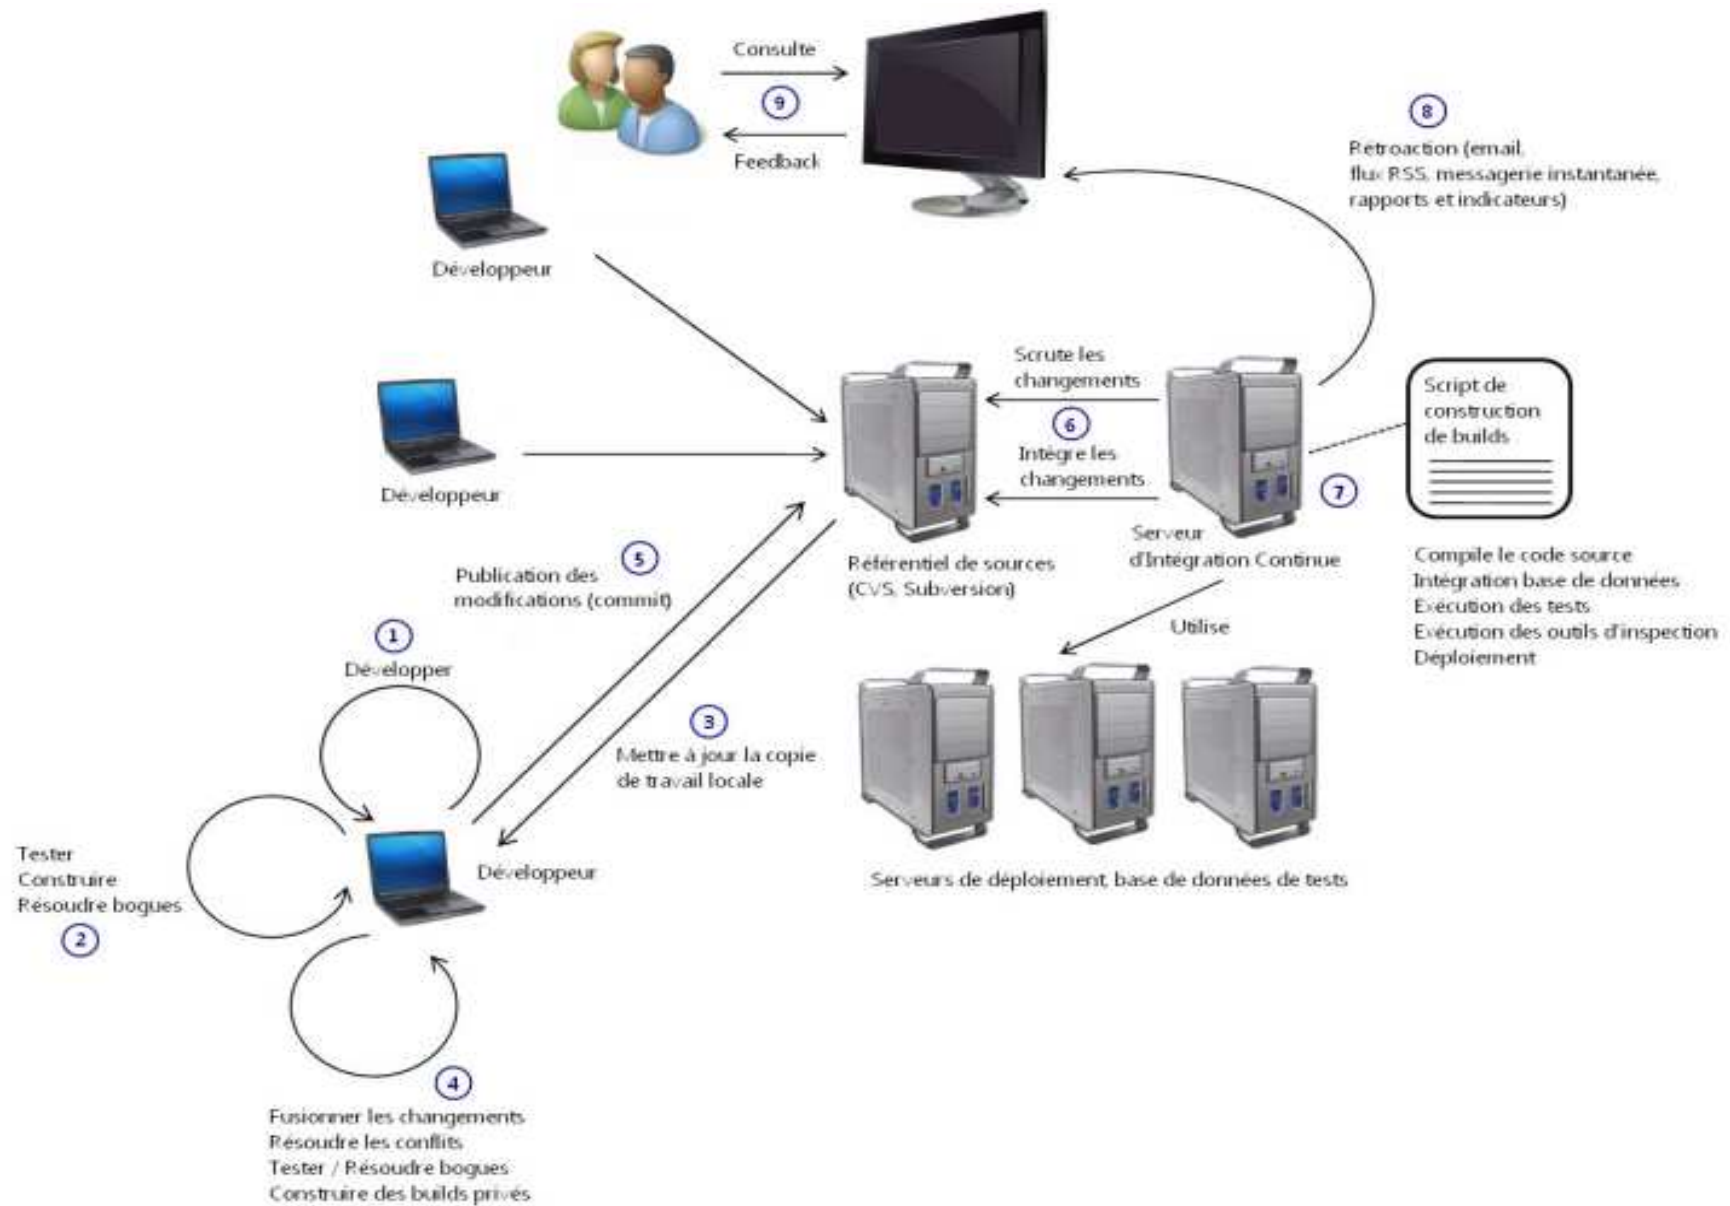 Consulte
9
Feedback
8
Rétroaction (email,
flux RSS, messagerie instantanée,
rapports et indicateurs)
Développeur
Développeur
Scrute les
changements
6
Intègre les
changements
7
Script de
construction
de builds
Serveur
d'Intégration Continue
Référentiel de sources
(CVS, Subversion)
Compile le code source
Intégration base de données
Exécution des tests
Exécution des outils d'inspection
Déploiement
5
Publication des
modifications (commit)
Utilise
1
Développer
3
Mettre à jour la copie
de travail locale
Tester
Construire
Résoudre bogues
2
Développeur
Serveurs de déploiement, base de données de tests
4
Fusionner les changements
Résoudre les conflits
Tester / Résoudre bogues
Construire des builds privés